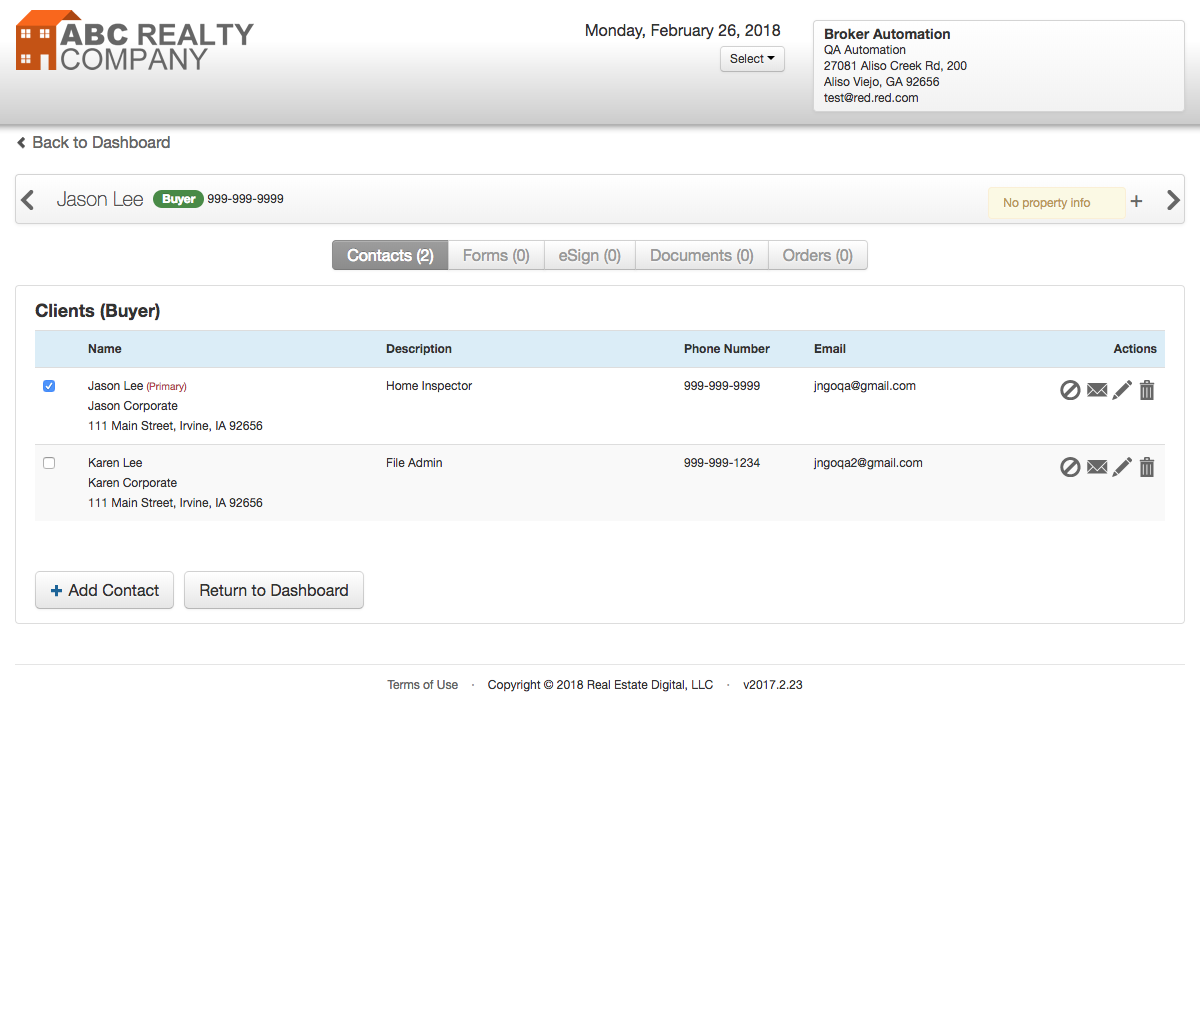 ABC REALTY
COMPANY
Monday, February 26, 2018
Select
Broker Automation
QA Automation
27081 Aliso Creek Rd, 200
Aliso Viejo, GA 92656
test@red.red.com
Back to Dashboard
Jason Lee Buyer 999-999-9999 No property info +
Contacts (2) Forms (0) eSign (0) Documents (0) Orders (0)
Clients (Buyer)
Name Description Phone Number Email Actions
Jason Lee (Primary) Home Inspector 999-999-9999 jngoqa@gmail.com
Jason Corporate
111 Main Street, Irvine, IA 92656
Karen Lee File Admin 999-999-1234 jngoqa2@gmail.com
Karen Corporate
111 Main Street, Irvine, IA 92656
+ Add Contact Return to Dashboard
Terms of Use · Copyright © 2018 Real Estate Digital, LLC · v2017.2.23